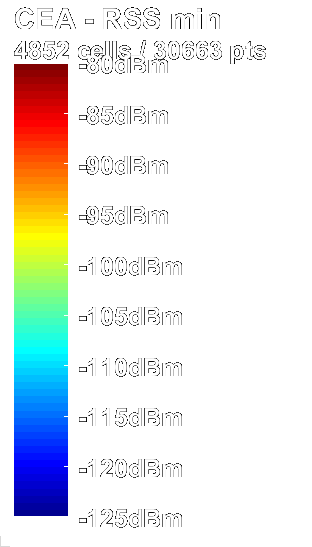 CEA - RSS min
4852 cells / 30663 pts
-80dBm
-85dBm
-90dBm
-95dBm
-100dBm
-105dBm
-110dBm
-115dBm
-120dBm
-125dBm